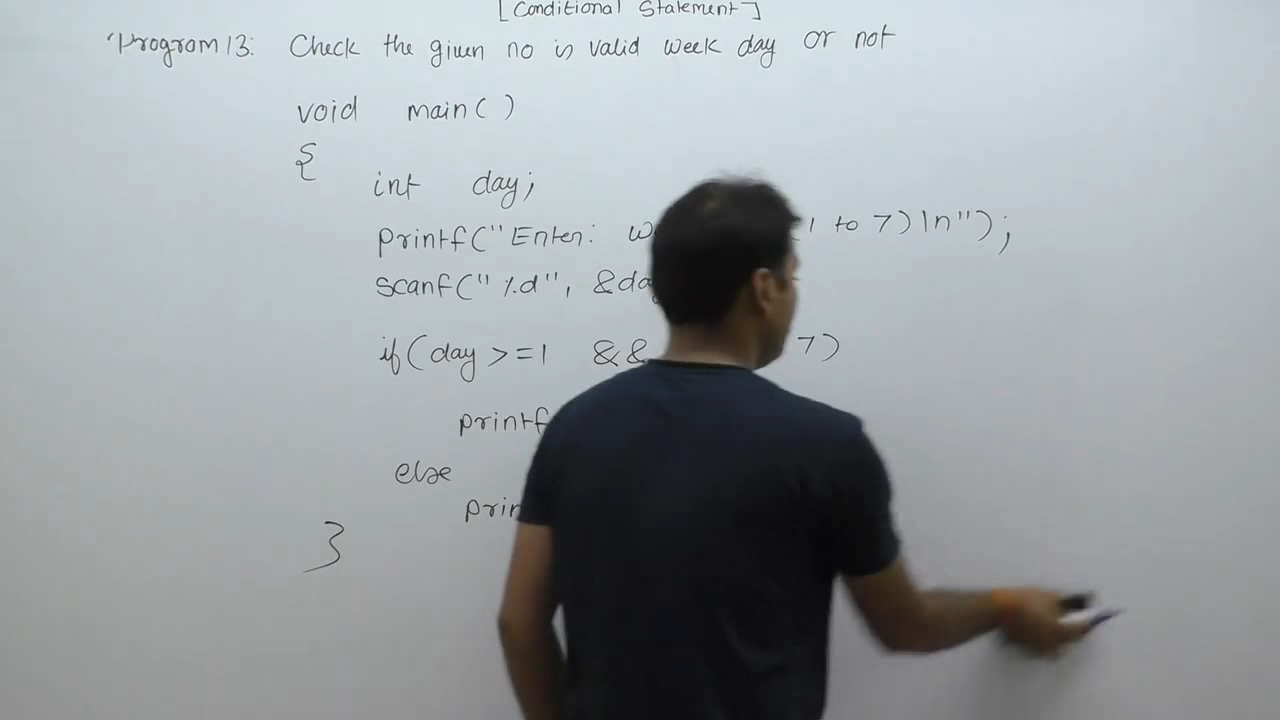 [Conditional Statement]
Program 13: Check the given no is valid week day or not
void main( )
{
int day;
printf("Enter: 1 to 7)\n");
scanf("%d", &da
if(day >=1 && 7)
printf
else
prin
}